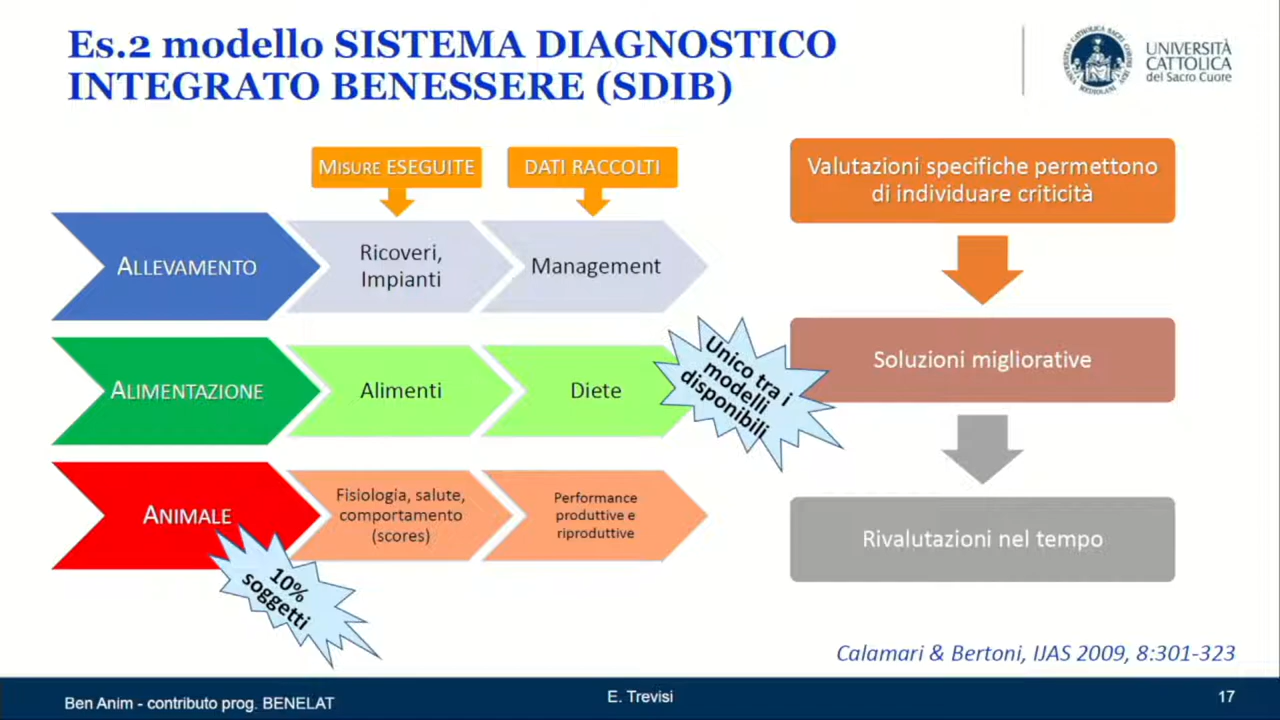 Es.2 modello SISTEMA DIAGNOSTICO
INTEGRATO BENESSERE (SDIB)
UNIVERSITÀ
CATTOLICA
del Sacro Cuore
MISURE ESEGUITE
DATI RACCOLTI
ALLEVAMENTO
Ricoveri,
Impianti
Management
ALIMENTAZIONE
Alimenti
Diete
Unico tra i
modelli
disponibili
ANIMALE
Fisiologia, salute,
comportamento
(scores)
Performance
produttive e
riproduttive
10%
soggetti
Valutazioni specifiche permettono
di individuare criticità
Soluzioni migliorative
Rivalutazioni nel tempo
Calamari & Bertoni, IJAS 2009, 8:301-323
Ben Anim - contributo prog. BENELAT
E. Trevisi
17